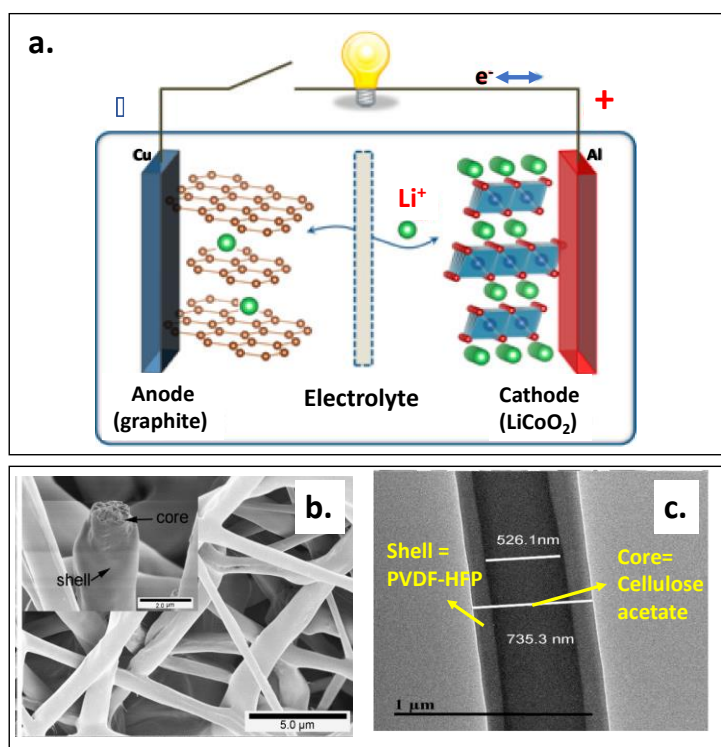 a.
e-
+
Cu
Al
Li+
Anode
(graphite)
Electrolyte
Cathode
(LiCoO2)
b.
core
shell
2.0 µm
5.0 µm
c.
526.1nm
Shell =
PVDF-HFP
Core=
Cellulose
acetate
735.3 nm
1 µm